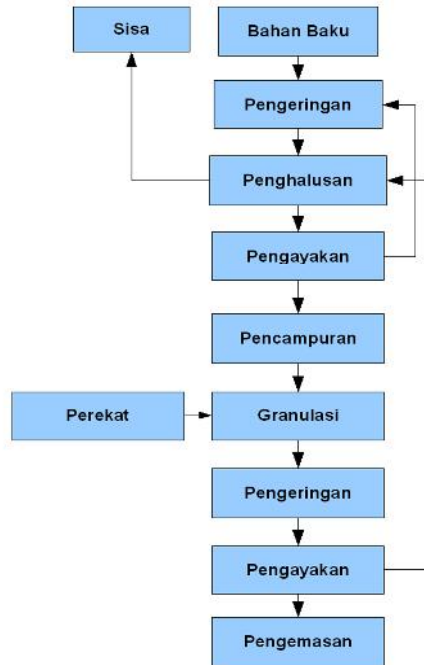 Sisa
Bahan Baku
Pengeringan
Penghalusan
Pengayakan
Pencampuran
Perekat
Granulasi
Pengeringan
Pengayakan
Pengemasan